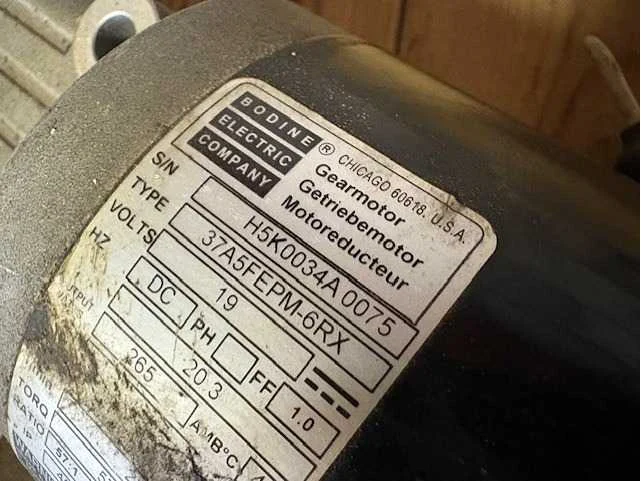 BODINE
ELECTRIC
COMPANY
® CHICAGO 60618, U.S.A.
Gearmotor
Getriebemotor
Motoreducteur
S/N H5K0034A 0075
TYPE 37A5FEPM-6RX
VOLTS 19
HZ DC PH FF 1.0
20.3
265 AMB°C
TORQ
RATIO